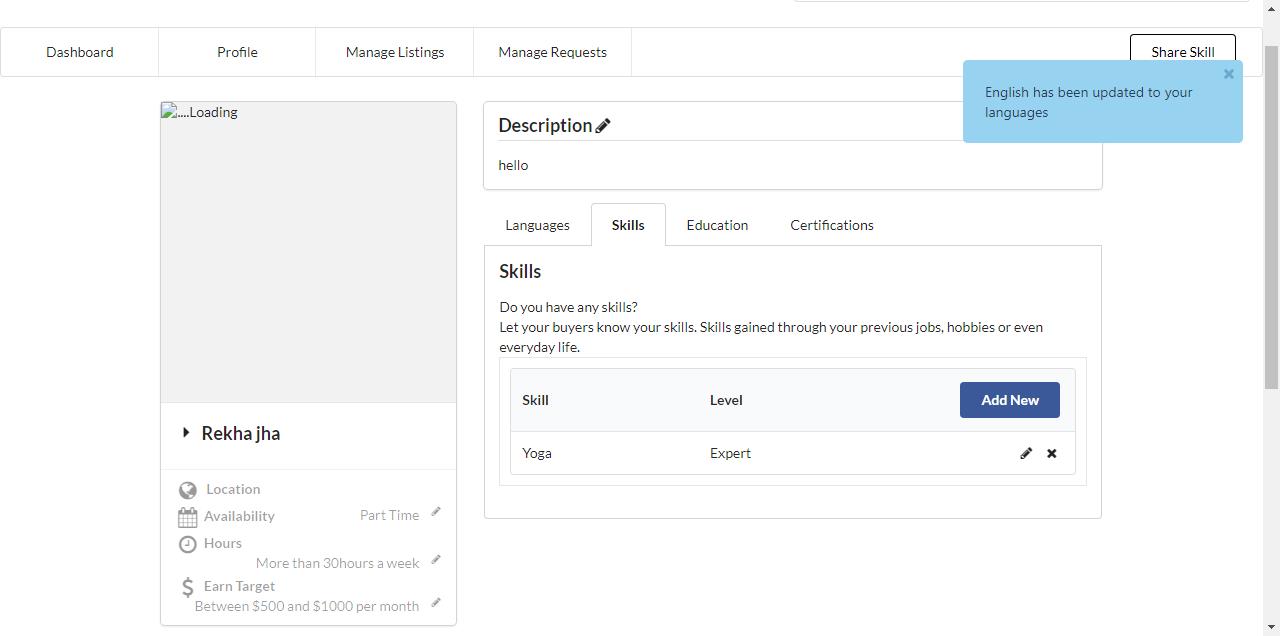 Dashboard
Profile
Manage Listings
Manage Requests
Share Skill
English has been updated to your
languages
....Loading
Description
hello
Languages
Skills
Education
Certifications
Skills
Do you have any skills?
Let your buyers know your skills. Skills gained through your previous jobs, hobbies or even
everyday life.
Skill Level Add New
Yoga Expert
Rekha jha
Location
Availability Part Time
Hours
More than 30hours a week
Earn Target
Between $500 and $1000 per month